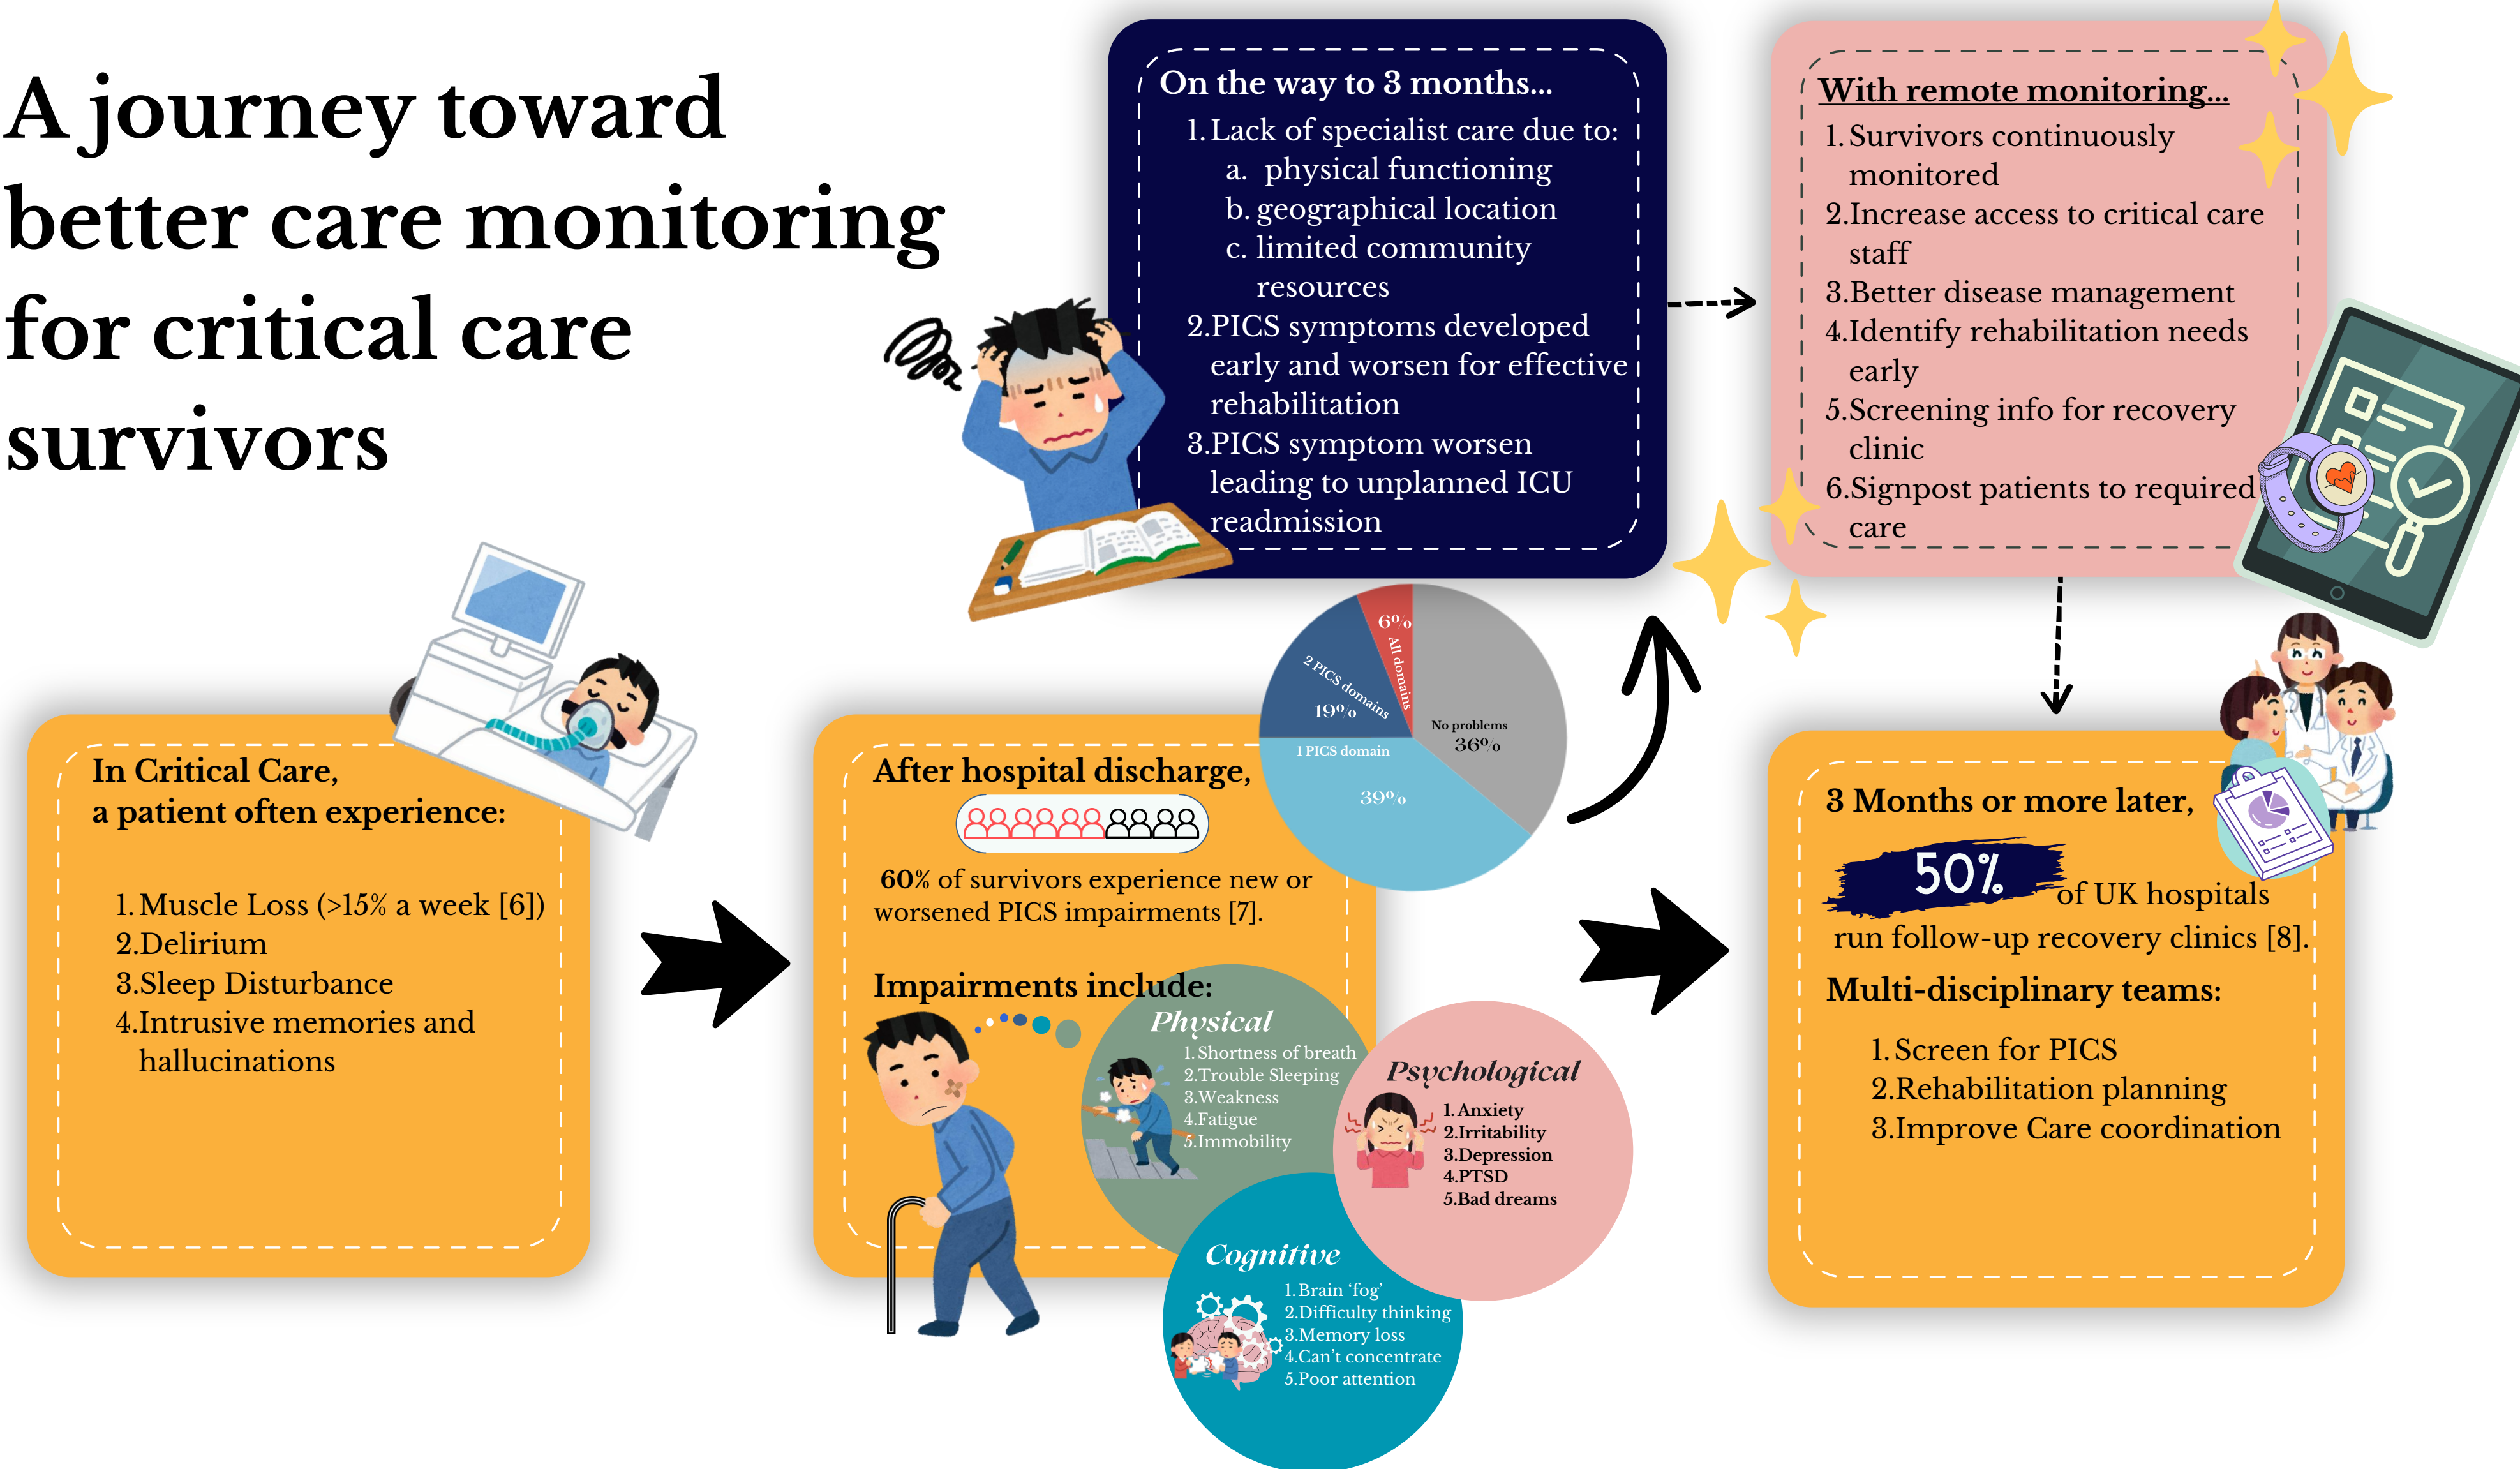 A journey toward
better care monitoring
for critical care
survivors
In Critical Care,
a patient often experience:
1. Muscle Loss (>15% a week [6])
2.Delirium
3.Sleep Disturbance
4.Intrusive memories and
hallucinations
After hospital discharge,
60% of survivors experience new or
worsened PICS impairments [7].
Impairments include:
Physical
1. Shortness of breath
2.Trouble Sleeping
3.Weakness
4.Fatigue
5.Immobility
Psychological
1. Anxiety
2.Irritability
3.Depression
4.PTSD
5.Bad dreams
Cognitive
1. Brain ‘fog’
2.Difficulty thinking
3.Memory loss
4.Can’t concentrate
5.Poor attention
6%
All domains
2 PICS domains
19%
No problems
36%
1 PICS domain
39%
On the way to 3 months...
1. Lack of specialist care due to:
a. physical functioning
b. geographical location
c. limited community
resources
2.PICS symptoms developed
early and worsen for effective
rehabilitation
3.PICS symptom worsen
leading to unplanned ICU
readmission
With remote monitoring...
1. Survivors continuously
monitored
2.Increase access to critical care
staff
3.Better disease management
4.Identify rehabilitation needs
early
5.Screening info for recovery
clinic
6.Signpost patients to required
care
3 Months or more later,
50%
of UK hospitals
run follow-up recovery clinics [8].
Multi-disciplinary teams:
1. Screen for PICS
2.Rehabilitation planning
3.Improve Care coordination